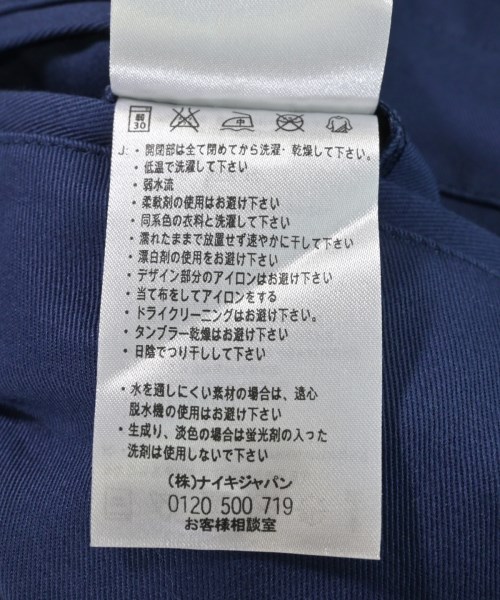 弱
30
中
J: ・開閉部は全て閉めてから洗濯・乾燥して下さい。
・低温で洗濯して下さい
・弱水流
・柔軟剤の使用はお避け下さい
・同系色の衣料と洗濯して下さい
・濡れたままで放置せず速やかに干して下さい
・漂白剤の使用をお避け下さい
・デザイン部分のアイロンはお避け下さい
・当て布をしてアイロンをする
・ドライクリーニングはお避け下さい。
・タンブラー乾燥はお避け下さい
・日陰でつり干しして下さい
・水を通しにくい素材の場合は、遠心
脱水機の使用はお避け下さい
・生成り、淡色の場合は蛍光剤の入った
洗剤は使用しないで下さい
(株)ナイキジャパン
0120 500 719
お客様相談室